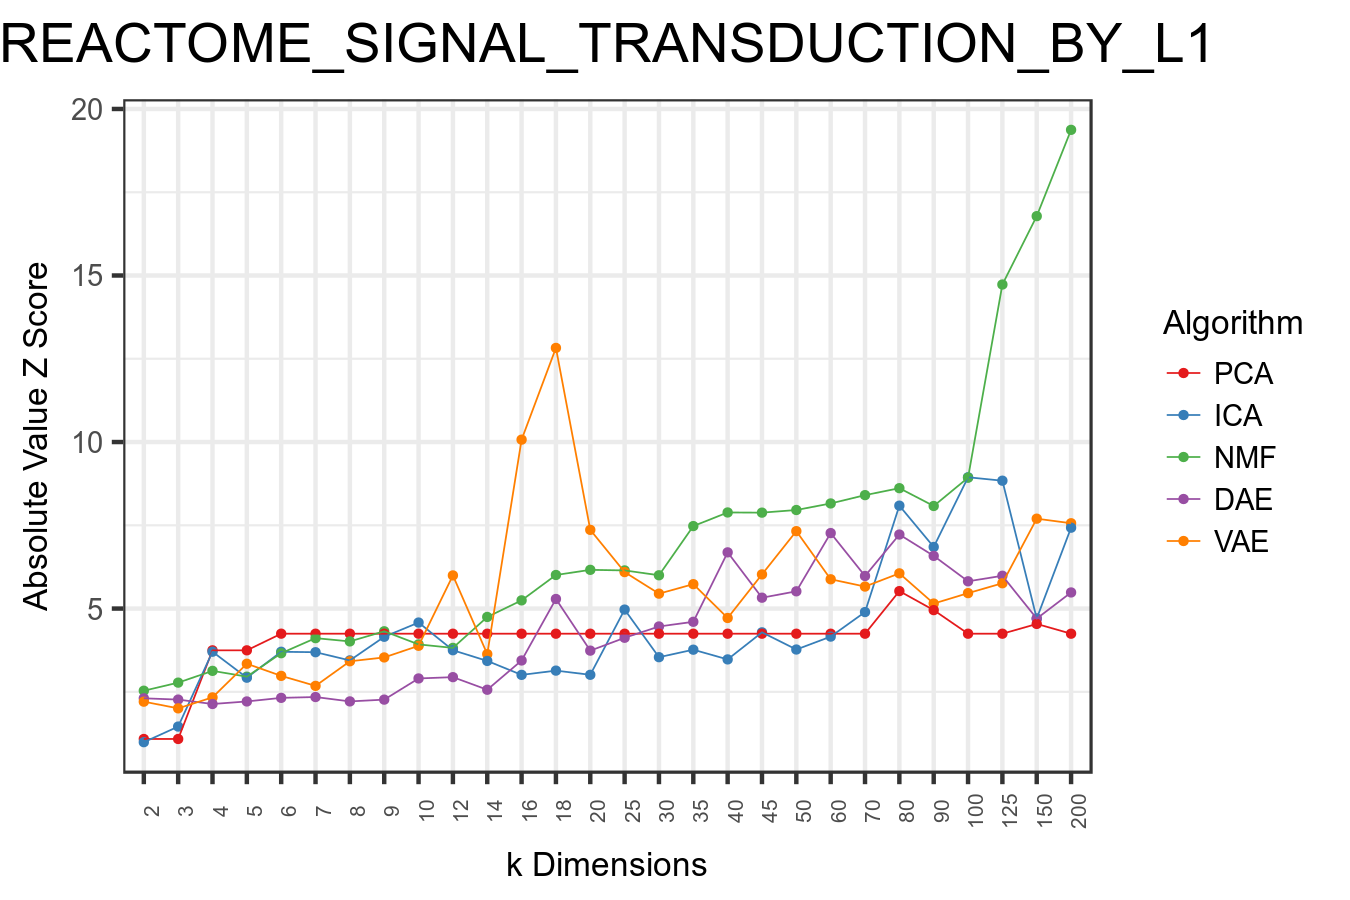 REACTOME_SIGNAL_TRANSDUCTION_BY_L1
20
15
10
5
Absolute Value Z Score
2 3 4 5 6 7 8 9 10 12 14 16 18 20 25 30 35 40 45 50 60 70 80 90 100 125 150 200
k Dimensions
Algorithm
PCA
ICA
NMF
DAE
VAE